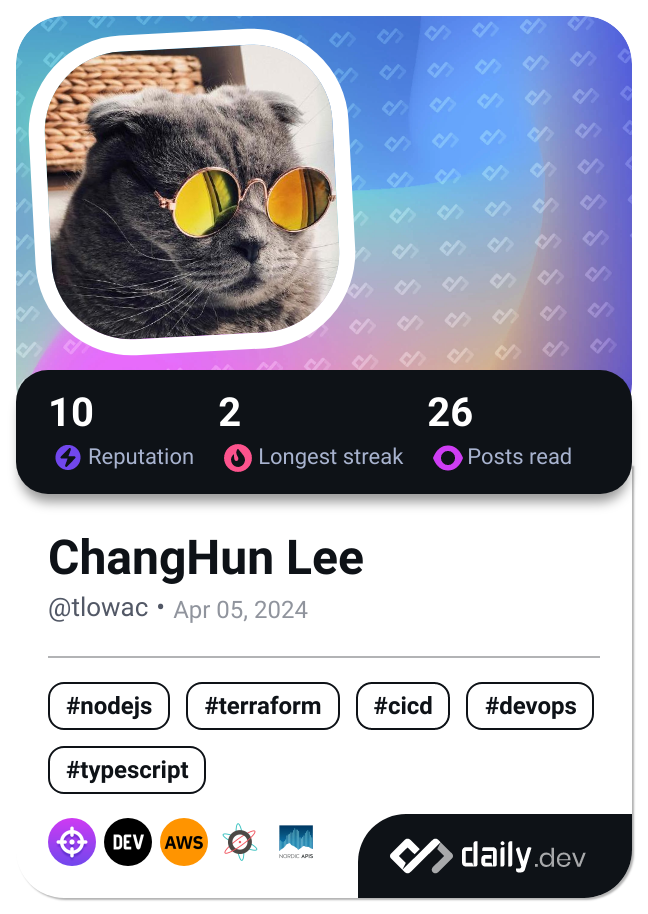 10 2 26
Reputation Longest streak Posts read
ChangHun Lee
@tlowac • Apr 05, 2024
#nodejs #terraform #cicd #devops
#typescript
DEV AWS NORDIC APIS
daily.dev